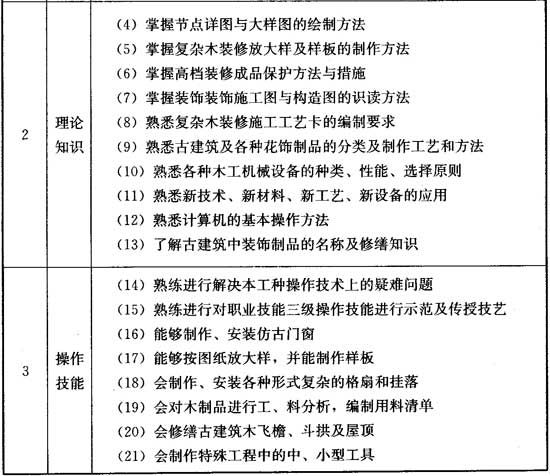 (4) 掌握节点详图与大样图的绘制方法
(5) 掌握复杂木装修放大样及样板的制作方法
(6) 掌握高档装修成品保护方法与措施
(7) 掌握装饰装饰施工图与构造图的识读方法
2
理论
知识
(8) 熟悉复杂木装修施工工艺卡的编制要求
(9) 熟悉古建筑及各种花饰制品的分类及制作工艺和方法
(10) 熟悉各种木工机械设备的种类、性能、选择原则
(11) 熟悉新技术、新材料、新工艺、新设备的应用
(12) 熟悉计算机的基本操作方法
(13) 了解古建筑中装饰制品的名称及修缮知识
(14) 熟练进行解决本工种操作技术上的疑难问题
(15) 熟练进行对职业技能三级操作技能进行示范及传授技艺
(16) 能够制作、安装仿古门窗
3
操作
技能
(17) 能够按图纸放大样，并能制作样板
(18) 会制作、安装各种形式复杂的格扇和挂落
(19) 会对木制品进行工、料分析，编制用料清单
(20) 会修缮古建筑木飞檐、斗拱及屋顶
(21) 会制作特殊工程中的中、小型工具